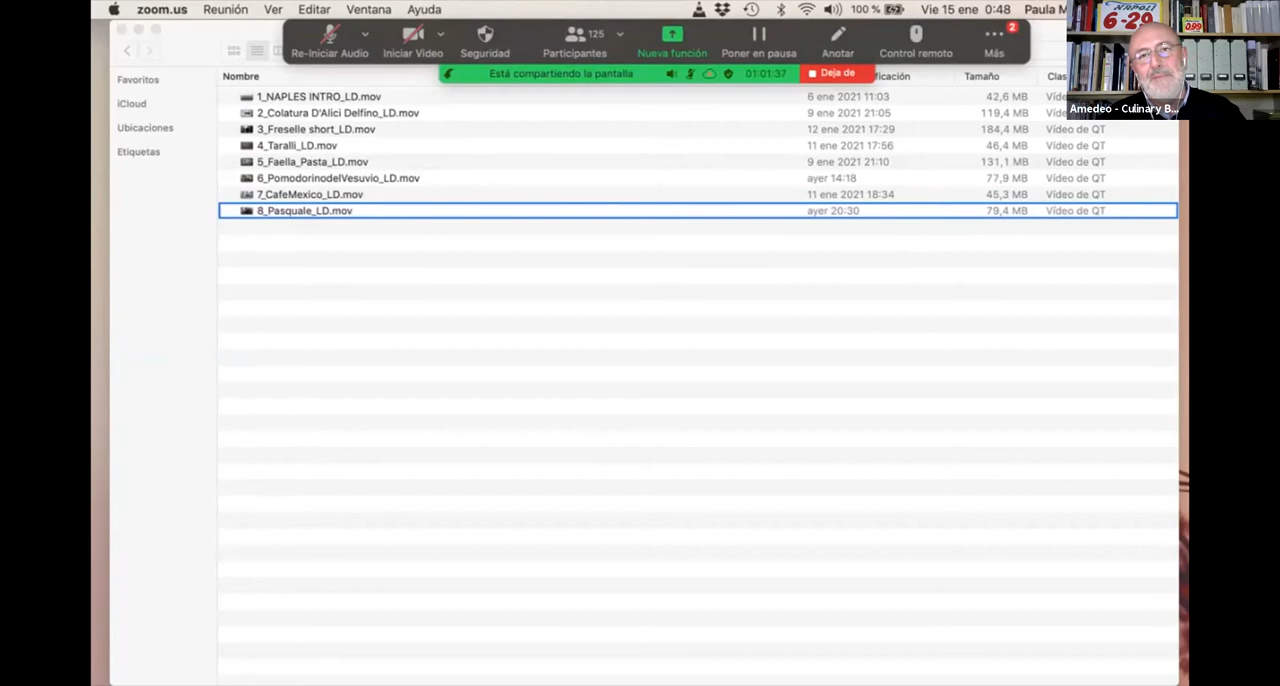 zoom.us Reunión Ver Editar Ventana Ayuda 100 % Vie 15 ene 0:48 Paula M
Re-Iniciar Audio Iniciar Video Seguridad Participantes 125 Nueva función Poner en pausa Anotar Control remoto Más 2
Está compartiendo la pantalla 01:01:37 Deja de
Favoritos
iCloud
Ubicaciones
Etiquetas
Nombre ficación Tamaño Clas
1_NAPLES INTRO_LD.mov 6 ene 2021 11:03 42,6 MB Vídeo
2_Colatura D'Alici Delfino_LD.mov 9 ene 2021 21:05 119,4 MB Vídeo de QT
3_Freselle short_LD.mov 12 ene 2021 17:29 184,4 MB Vídeo de QT
4_Taralli_LD.mov 11 ene 2021 17:56 46,4 MB Vídeo de QT
5_Faella_Pasta_LD.mov 9 ene 2021 21:10 131,1 MB Vídeo de QT
6_PomodorinodelVesuvio_LD.mov ayer 14:18 77,9 MB Vídeo de QT
7_CafeMexico_LD.mov 11 ene 2021 18:34 45,3 MB Vídeo de QT
8_Pasquale_LD.mov ayer 20:30 79,4 MB Vídeo de QT
NAPOLI
6-29
0.99
Amedeo - Culinary B...